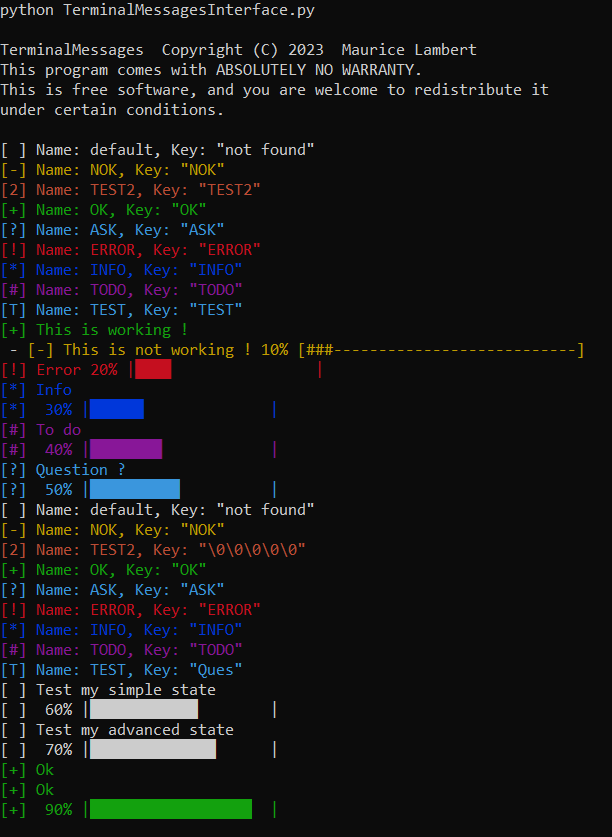 python TerminalMessagesInterface.py
TerminalMessages  Copyright (C) 2023  Maurice Lambert
This program comes with ABSOLUTELY NO WARRANTY.
This is free software, and you are welcome to redistribute it
under certain conditions.
[ ] Name: default, Key: "not found"
[-] Name: NOK, Key: "NOK"
[2] Name: TEST2, Key: "TEST2"
[+] Name: OK, Key: "OK"
[?] Name: ASK, Key: "ASK"
[!] Name: ERROR, Key: "ERROR"
[*] Name: INFO, Key: "INFO"
[#] Name: TODO, Key: "TODO"
[T] Name: TEST, Key: "TEST"
[+] This is working !
 - [-] This is not working ! 10% [###---------------------------]
[!] Error 20% |████                |
[*] Info
[*]  30% |██████              |
[#] To do
[#]  40% |████████            |
[?] Question ?
[?]  50% |██████████          |
[ ] Name: default, Key: "not found"
[-] Name: NOK, Key: "NOK"
[2] Name: TEST2, Key: "\0\0\0\0\0"
[+] Name: OK, Key: "OK"
[?] Name: ASK, Key: "ASK"
[!] Name: ERROR, Key: "ERROR"
[*] Name: INFO, Key: "INFO"
[#] Name: TODO, Key: "TODO"
[T] Name: TEST, Key: "Ques"
[ ] Test my simple state
[ ]  60% |████████████        |
[ ] Test my advanced state
[ ]  70% |██████████████      |
[+] Ok
[+] Ok
[+]  90% |██████████████████  |